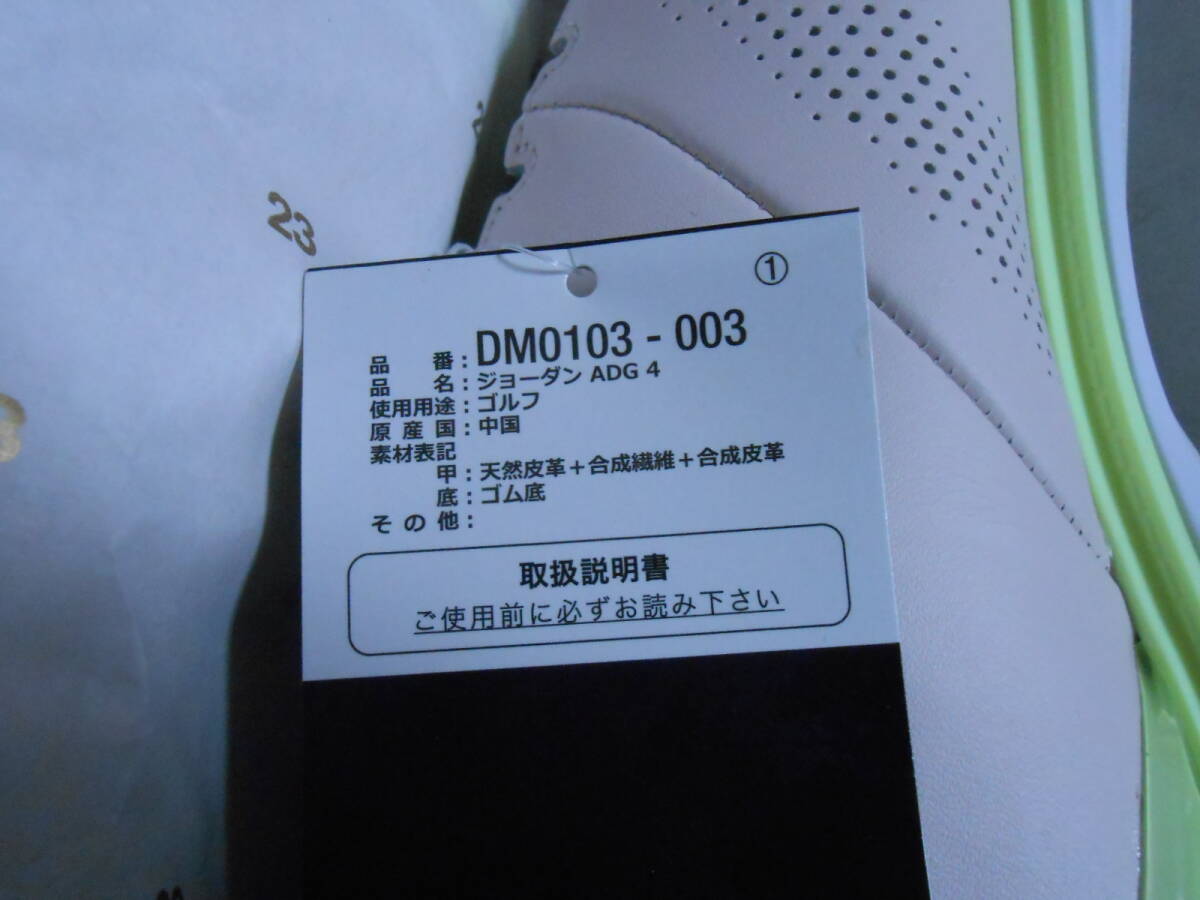 23
①
品番：DM0103 - 003
品名：ジョーダン ADG 4
使用用途：ゴルフ
原産国：中国
素材表記
甲：天然皮革＋合成繊維＋合成皮革
底：ゴム底
その他：
取扱説明書
ご使用前に必ずお読み下さい